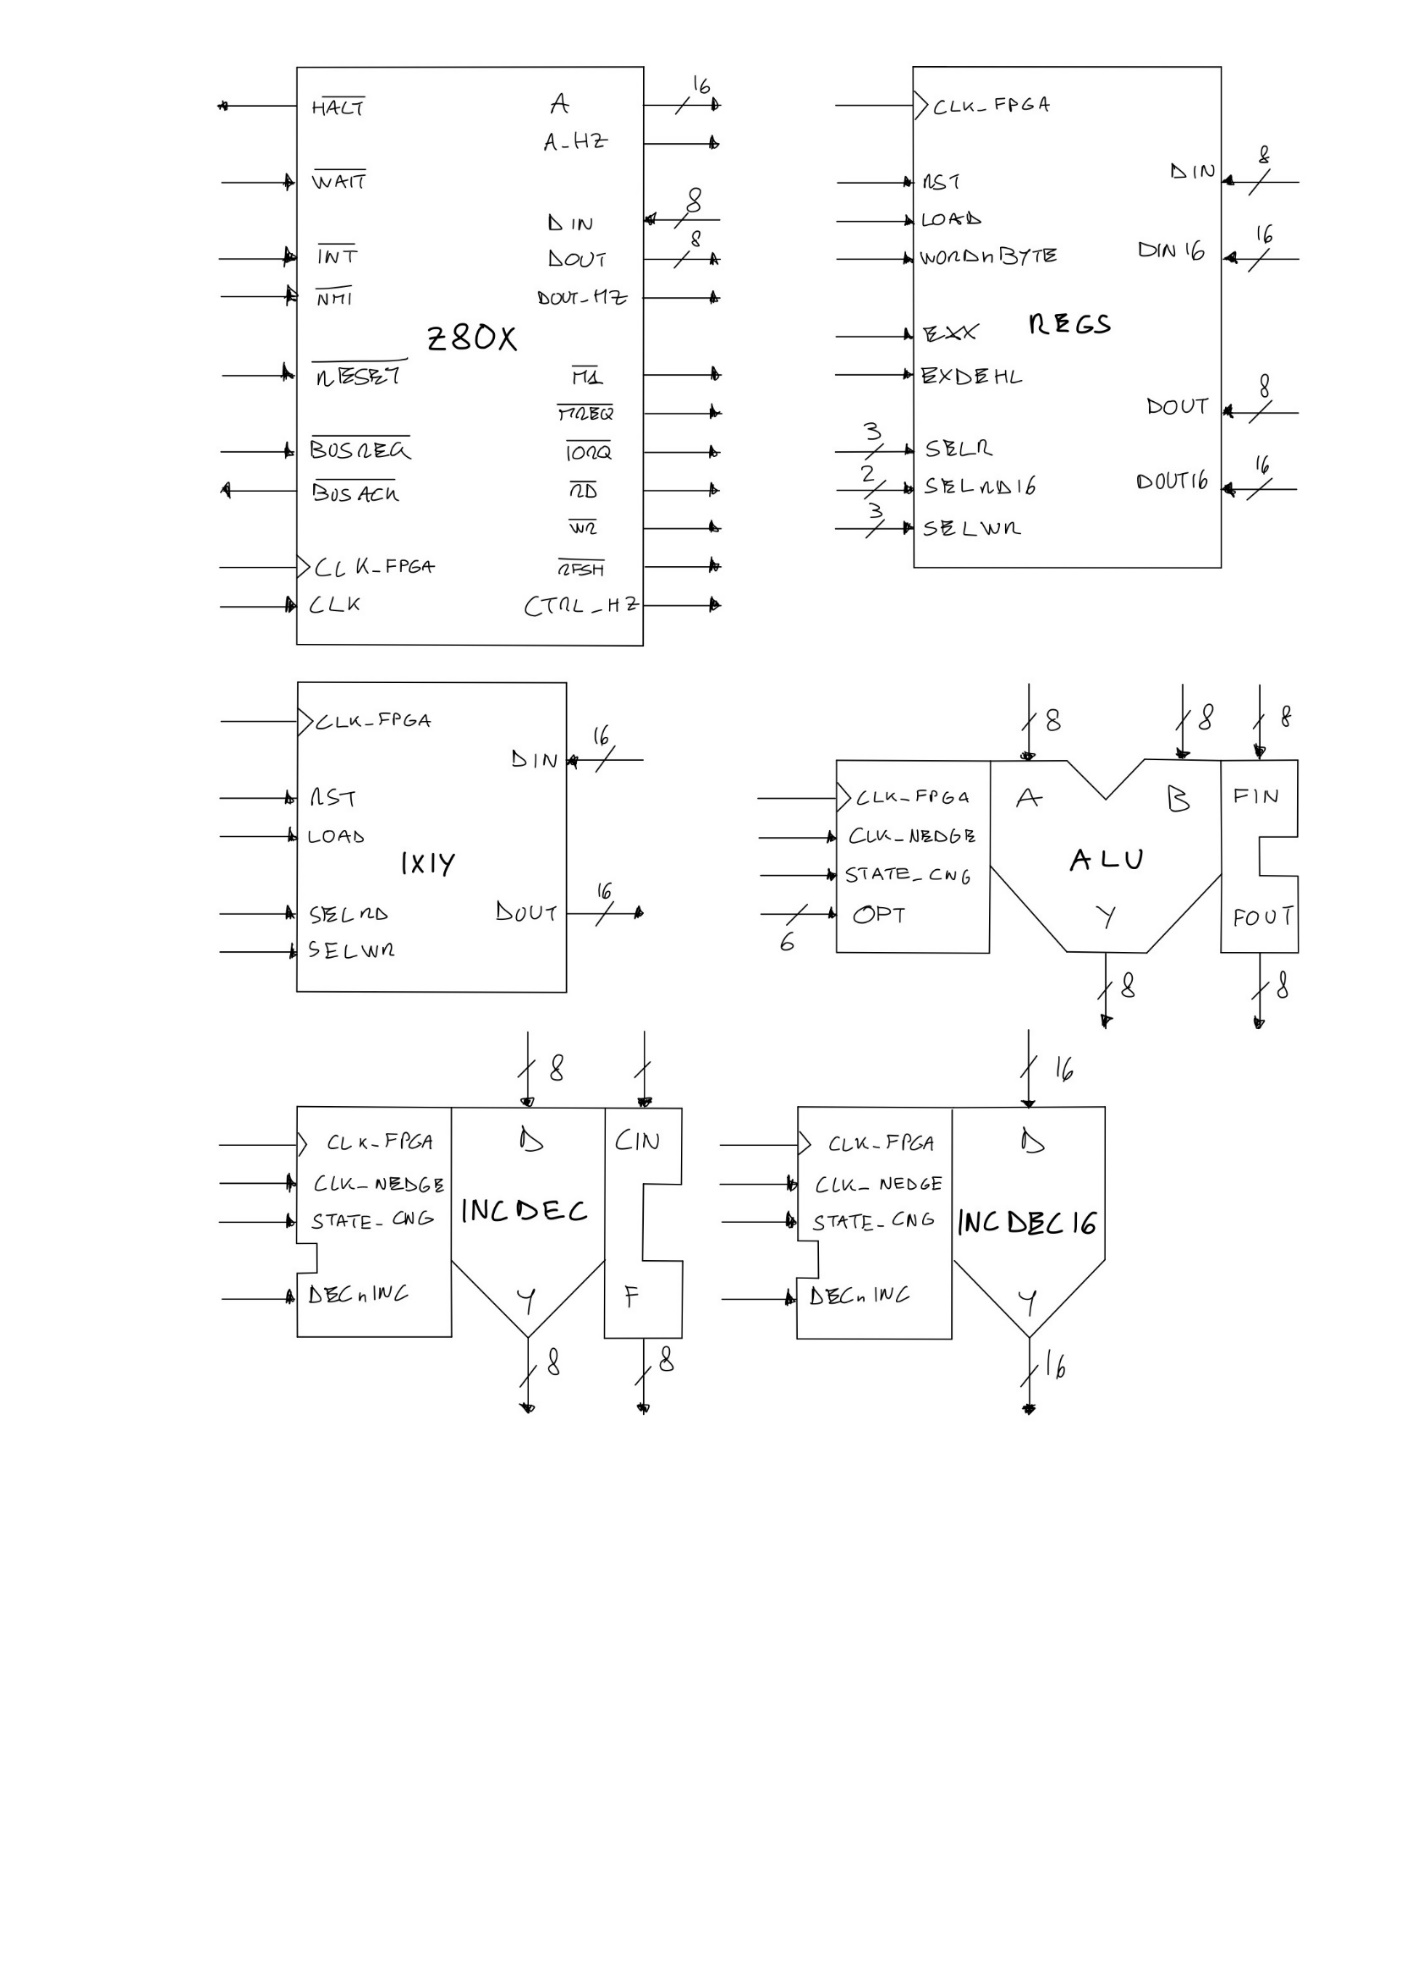 HALT A 16
A_HZ
WAIT
DIN 8
INT DOUT 8
NMI DOUT_HZ
Z80X
RESET M1
MREQ
BUSREQ IORQ
BUSACK RD
WR
CLK_FPGA RFSH
CLK CTRL_HZ
CLK_FPGA
RST DIN 8
LOAD
WORDnBYTE DIN16 16
REGS
EXX
EXDEHL
DOUT 8
3 SELR
2 SELRD16 DOUT16 16
3 SELWR
CLK_FPGA
DIN 16
RST
LOAD
IXIY
SELRD DOUT 16
SELWR
8 8 8
CLK_FPGA A B FIN
CLK_NEDGE
ALU
STATE_CNG
6 OPT Y FOUT
8 8
8
CLK_FPGA D CIN
CLK_NEDGE
STATE_CNG INCDEC
DECnINC Y F
8 8
16
CLK_FPGA D
CLK_NEDGE
STATE_CNG INCDEC16
DECnINC Y
16